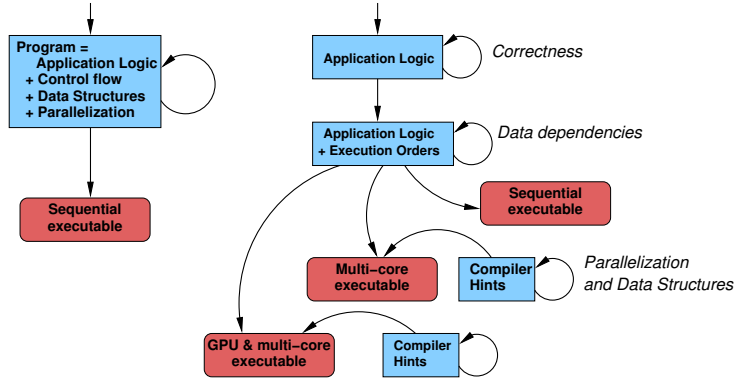 Program =
Application Logic
+ Control flow
+ Data Structures
+ Parallelization
Sequential
executable
Application Logic
Correctness
Application Logic
+ Execution Orders
Data dependencies
Sequential
executable
Multi−core
executable
Compiler
Hints
Parallelization
and Data Structures
GPU & multi−core
executable
Compiler
Hints